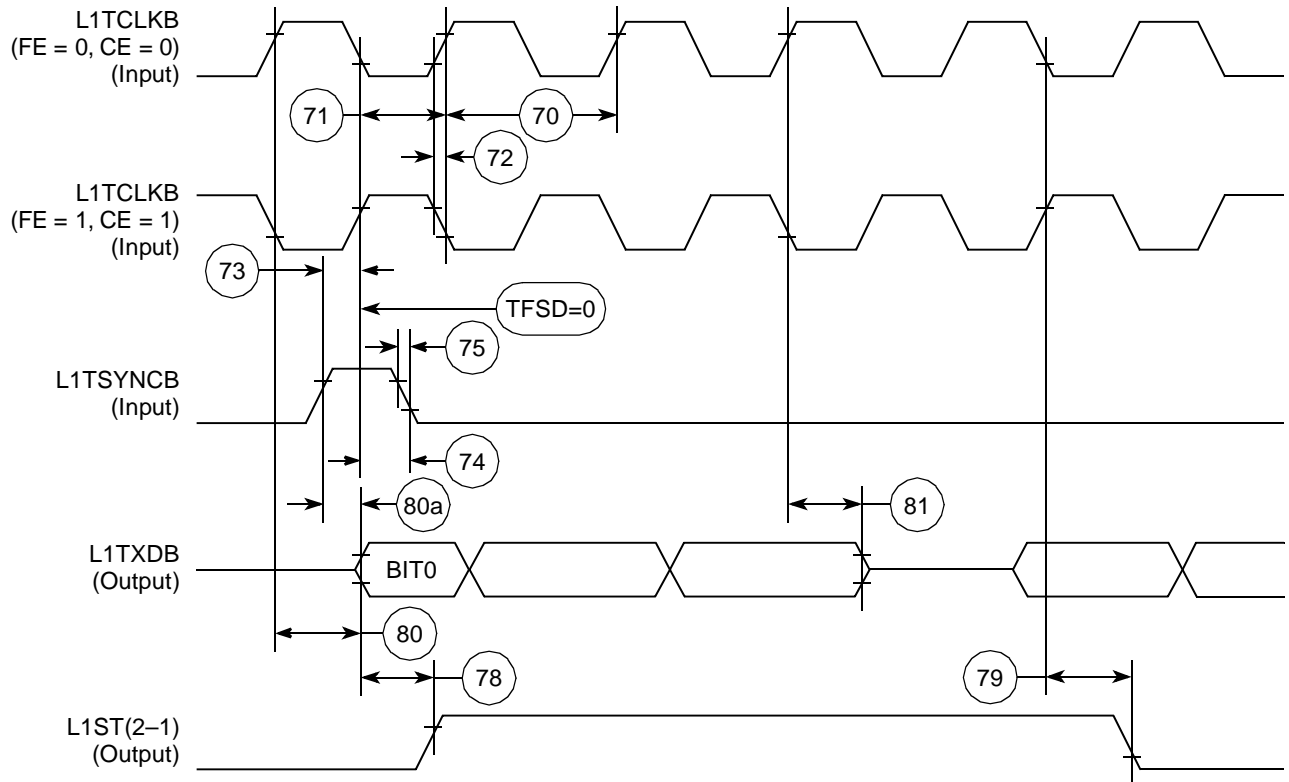 L1TCLKB
(FE = 0, CE = 0)
(Input)
71
70
72
L1TCLKB
(FE = 1, CE = 1)
(Input)
73
TFSD=0
75
L1TSYNCB
(Input)
74
80a
81
L1TXDB
(Output)
BIT0
80
78
79
L1ST(2–1)
(Output)